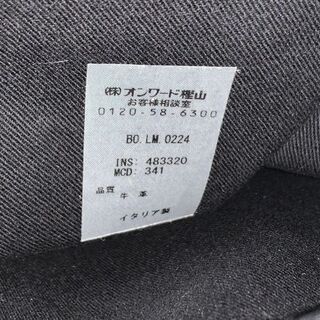 (株)オンワード樫山
お客様相談室
0120-58-6300
BO.LM.0224
INS: 483320
MCD: 341
品質
牛 革
イタリア製